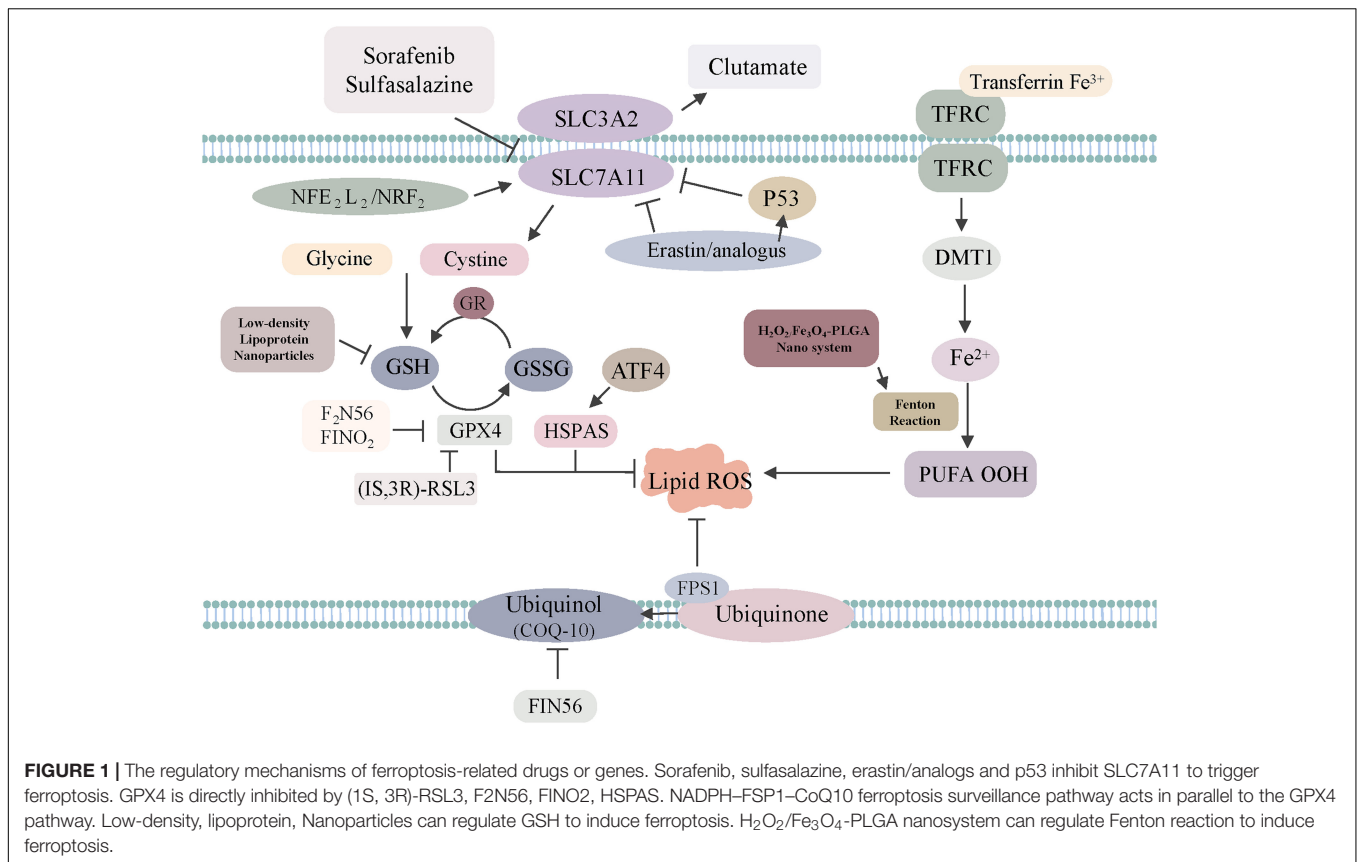 Sorafenib
Sulfasalazine
Clutamate
Transferrin Fe³⁺
SLC3A2
TFRC
TFRC
SLC7A11
NFE₂L₂/NRF₂
P53
Erastin/analogus
DMT1
Glycine
Cystine
GR
Low-density
Lipoprotein
Nanoparticles
GSH
GSSG
ATF4
H₂O₂/Fe₃O₄-PLGA
Nano system
Fe²⁺
Fenton
Reaction
F₂N56
FINO₂
GPX4
HSPAS
(IS,3R)-RSL3
Lipid ROS
PUFA OOH
FPS1
Ubiquinol
(COQ-10)
Ubiquinone
FIN56
FIGURE 1 | The regulatory mechanisms of ferroptosis-related drugs or genes. Sorafenib, sulfasalazine, erastin/analogs and p53 inhibit SLC7A11 to trigger
ferroptosis. GPX4 is directly inhibited by (1S, 3R)-RSL3, F2N56, FINO2, HSPAS. NADPH–FSP1–CoQ10 ferroptosis surveillance pathway acts in parallel to the GPX4
pathway. Low-density, lipoprotein, Nanoparticles can regulate GSH to induce ferroptosis. H₂O₂/Fe₃O₄-PLGA nanosystem can regulate Fenton reaction to induce
ferroptosis.